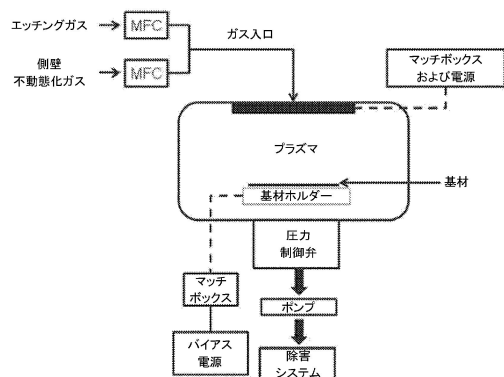 エッチングガス
MFC
ガス入口
側壁
不動態化ガス
MFC
マッチボックス
および電源
プラズマ
基材
基材ホルダー
圧力
制御弁
マッチ
ボックス
ポンプ
バイアス
電源
除害
システム